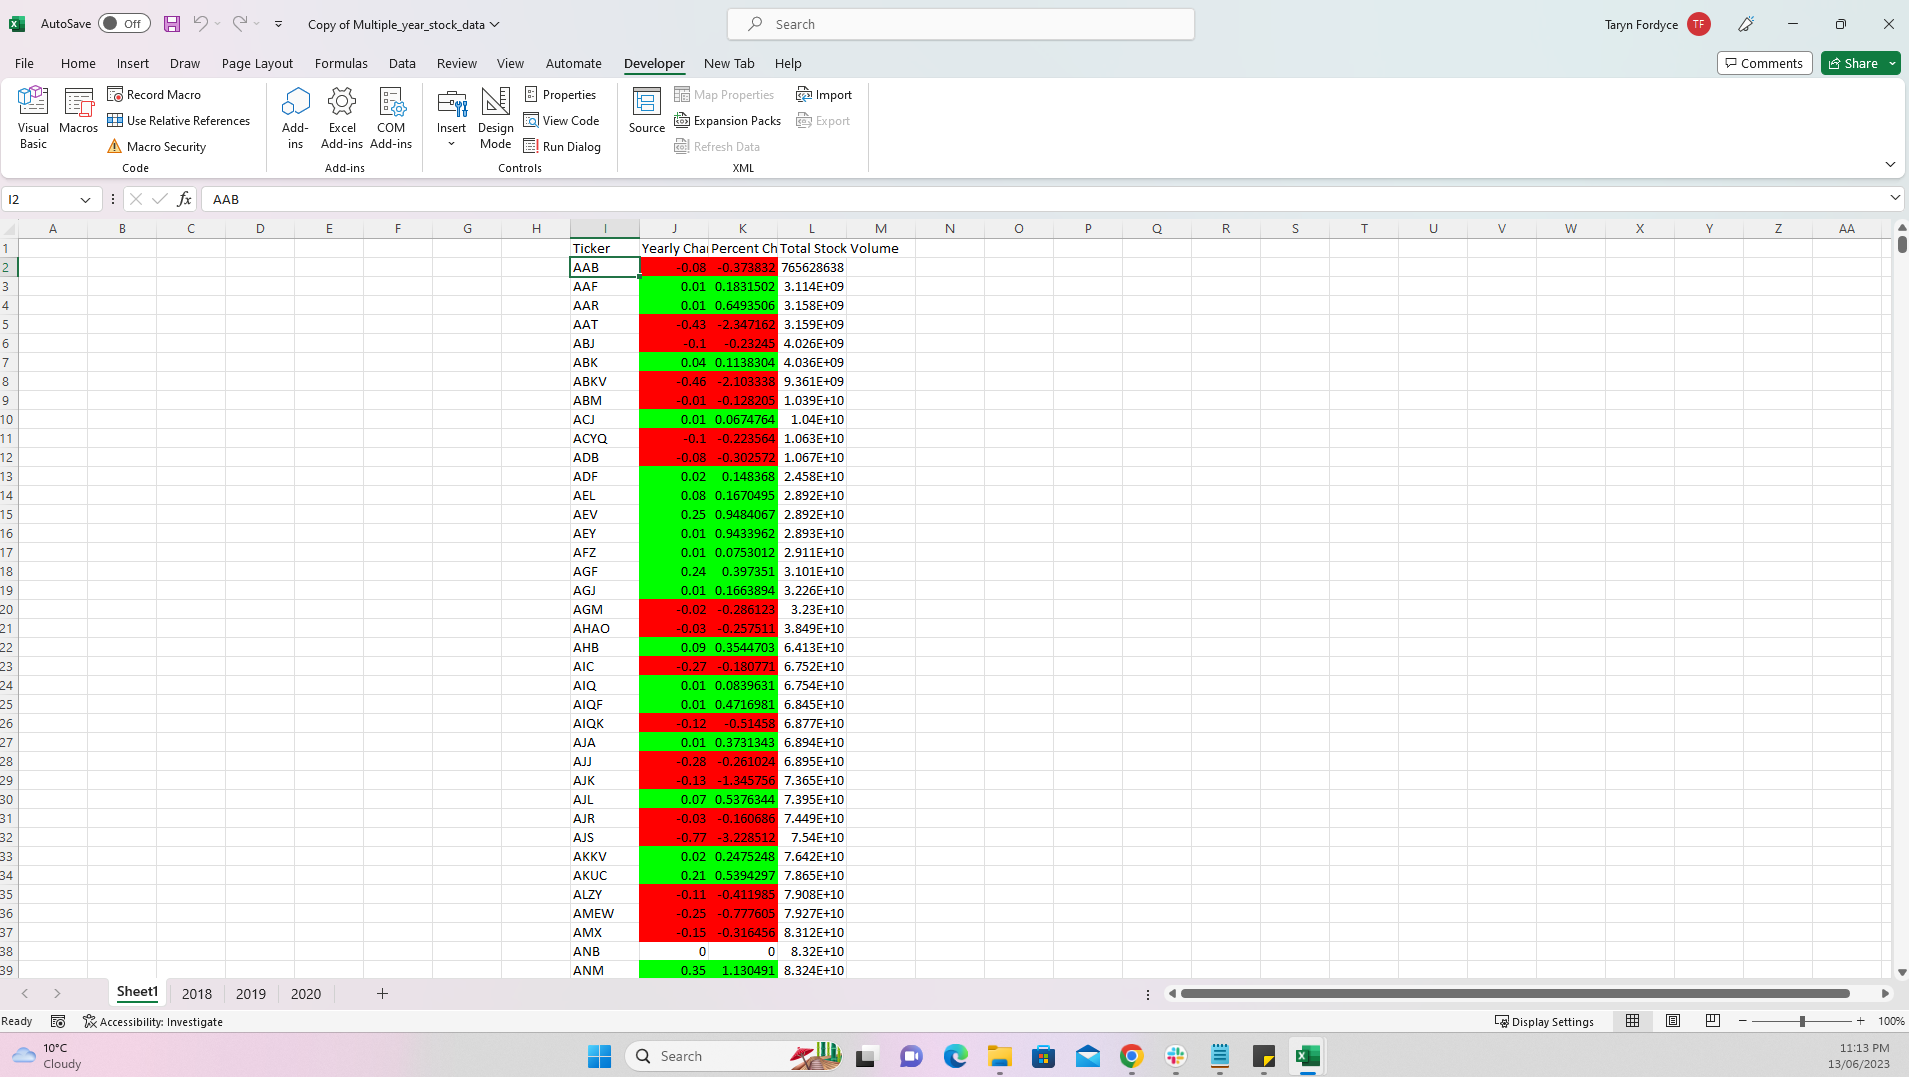 AutoSave Off Copy of Multiple_year_stock_data Search Taryn Fordyce TF
File Home Insert Draw Page Layout Formulas Data Review View Automate Developer New Tab Help Comments Share
Visual Basic Macros Record Macro Use Relative References Macro Security Code
Add-ins Excel Add-ins COM Add-ins Add-ins
Insert Design Mode Properties View Code Run Dialog Controls
Source Map Properties Expansion Packs Refresh Data Import Export XML
I2 fx AAB
A B C D E F G H I J K L M N O P Q R S T U V W X Y Z AA
1 Ticker Yearly Cha Percent Ch Total Stock Volume
2 AAB -0.08 -0.373832 765628638
3 AAF 0.01 0.1831502 3.114E+09
4 AAR 0.01 0.6493506 3.158E+09
5 AAT -0.43 -2.347162 3.159E+09
6 ABJ -0.1 -0.23245 4.026E+09
7 ABK 0.04 0.1138304 4.036E+09
8 ABKV -0.46 -2.103338 9.361E+09
9 ABM -0.01 -0.128205 1.039E+10
10 ACJ 0.01 0.0674764 1.04E+10
11 ACYQ -0.1 -0.223564 1.063E+10
12 ADB -0.08 -0.302572 1.067E+10
13 ADF 0.02 0.148368 2.458E+10
14 AEL 0.08 0.1670495 2.892E+10
15 AEV 0.25 0.9484067 2.892E+10
16 AEY 0.01 0.9433962 2.893E+10
17 AFZ 0.01 0.0753012 2.911E+10
18 AGF 0.24 0.397351 3.101E+10
19 AGJ 0.01 0.1663894 3.226E+10
20 AGM -0.02 -0.286123 3.23E+10
21 AHAO -0.03 -0.257511 3.849E+10
22 AHB 0.09 0.3544703 6.413E+10
23 AIC -0.27 -0.180771 6.752E+10
24 AIQ 0.01 0.0839631 6.754E+10
25 AIQF 0.01 0.4716981 6.845E+10
26 AIQK -0.12 -0.51458 6.877E+10
27 AJA 0.01 0.3731343 6.894E+10
28 AJJ -0.28 -0.261024 6.895E+10
29 AJK -0.13 -1.345756 7.365E+10
30 AJL 0.07 0.5376344 7.395E+10
31 AJR -0.03 -0.160686 7.449E+10
32 AJS -0.77 -3.228512 7.54E+10
33 AKKV 0.02 0.2475248 7.642E+10
34 AKUC 0.21 0.5394297 7.865E+10
35 ALZY -0.11 -0.411985 7.908E+10
36 AMEW -0.25 -0.777605 7.927E+10
37 AMX -0.15 -0.316456 8.312E+10
38 ANB 0 0 8.32E+10
39 ANM 0.35 1.130491 8.324E+10
Sheet1 2018 2019 2020
Ready Accessibility: Investigate Display Settings 100%
10°C Search 11:13 PM
Cloudy 13/06/2023